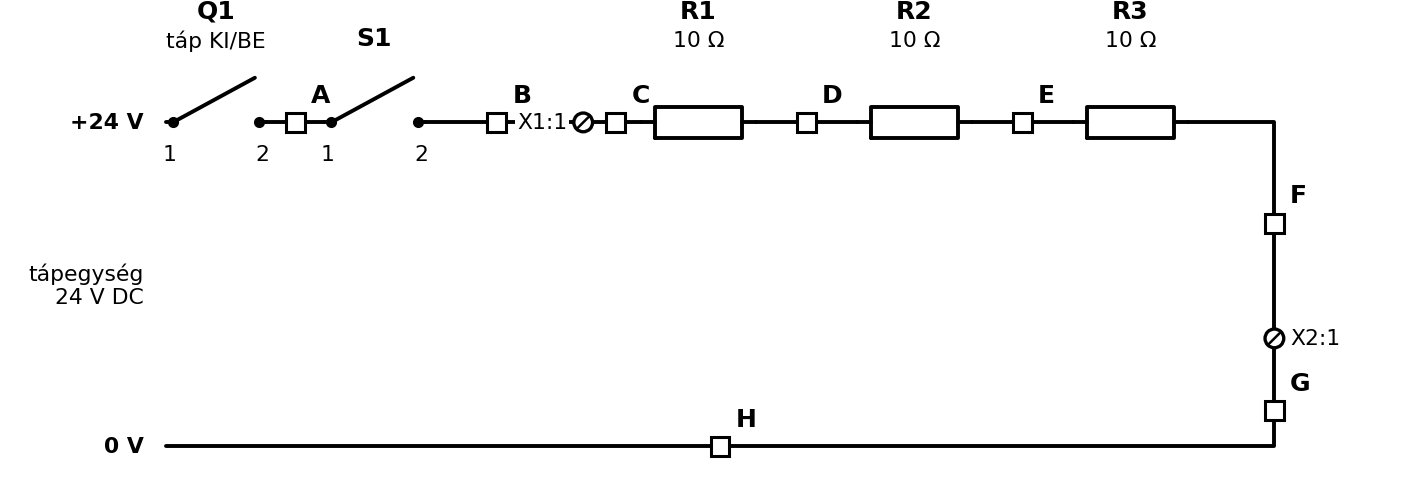 Q1
táp KI/BE
S1
R1
10 Ω
R2
10 Ω
R3
10 Ω
+24 V
A
B
X1:1
C
D
E
1
2
1
2
F
tápegység
24 V DC
X2:1
G
H
0 V